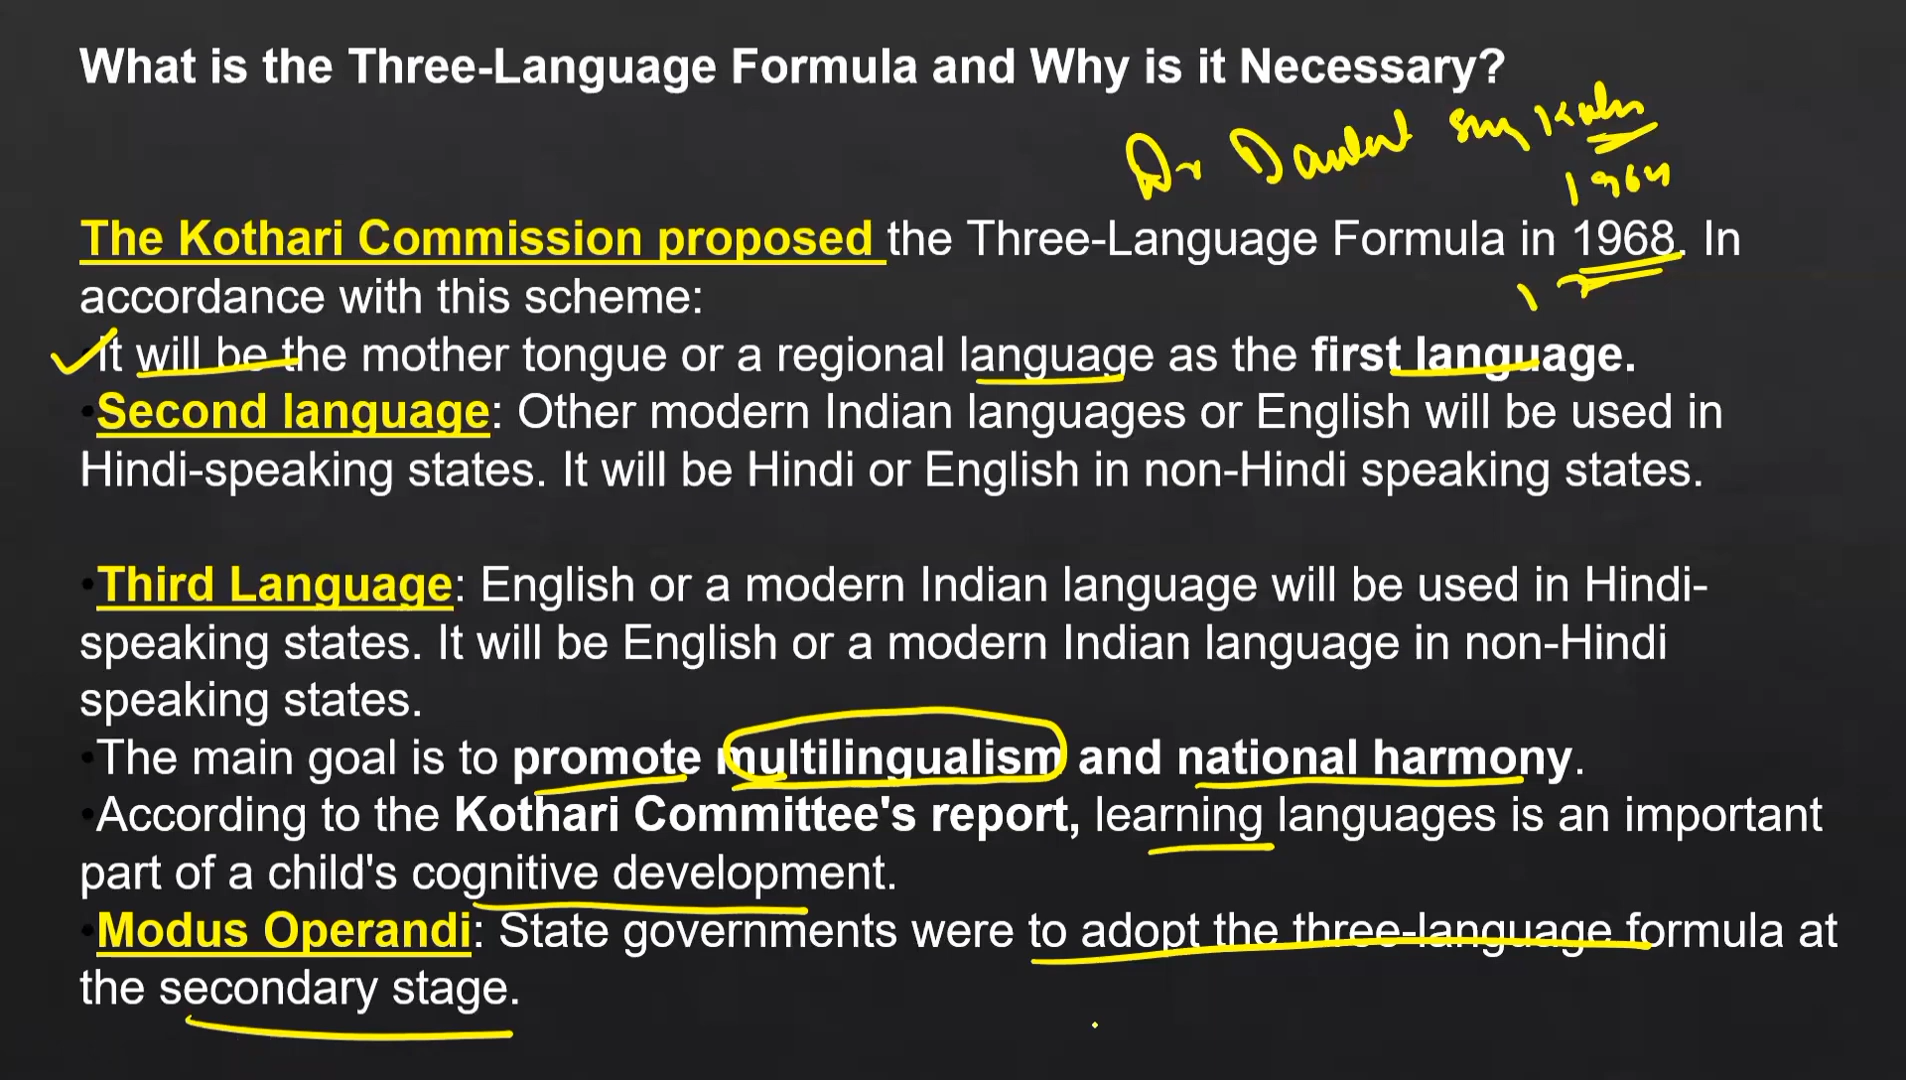 What is the Three-Language Formula and Why is it Necessary?
Dr Daulat
1964
The Kothari Commission proposed the Three-Language Formula in 1968. In
accordance with this scheme:
It will be the mother tongue or a regional language as the first language.
•Second language: Other modern Indian languages or English will be used in
Hindi-speaking states. It will be Hindi or English in non-Hindi speaking states.
•Third Language: English or a modern Indian language will be used in Hindi-
speaking states. It will be English or a modern Indian language in non-Hindi
speaking states.
•The main goal is to promote multilingualism and national harmony.
•According to the Kothari Committee's report, learning languages is an important
part of a child's cognitive development.
•Modus Operandi: State governments were to adopt the three-language formula at
the secondary stage.